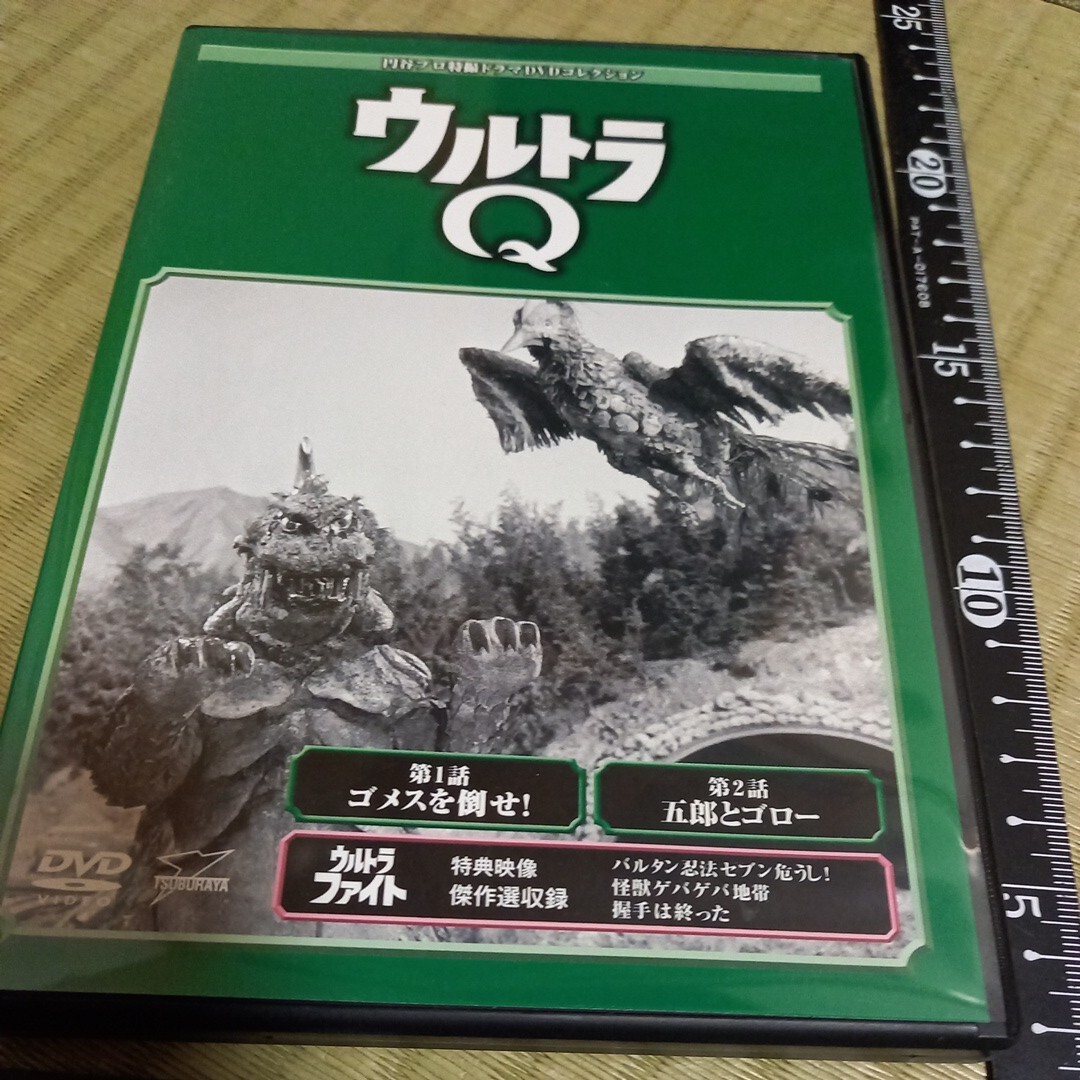 円谷プロ特撮ドラマDVDコレクション
ウルトラ
Q
第1話
ゴメスを倒せ!
第2話
五郎とゴロー
ウルトラ
ファイト
特典映像
傑作選収録
バルタン忍法セブン危うし!
怪獣ゲバゲバ地帯
握手は終った
DVD
VIDEO
TSUBURAYA
25
20
PAT-A-017608
15
10
5